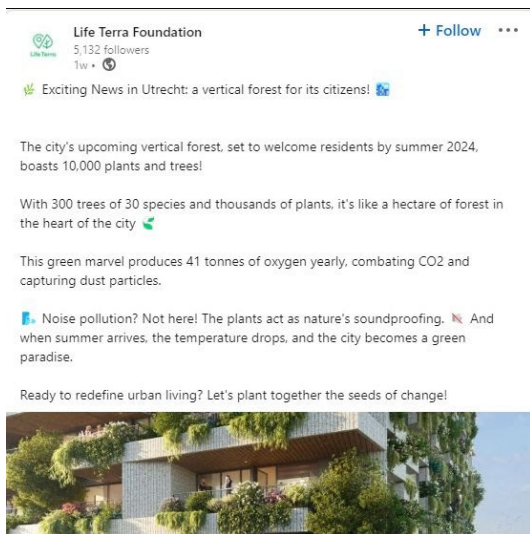 Life Terra Foundation
+ Follow
5,132 followers
Life Terra
1w •
🌿 Exciting News in Utrecht: a vertical forest for its citizens! 🏞️
The city's upcoming vertical forest, set to welcome residents by summer 2024,
boasts 10,000 plants and trees!
With 300 trees of 30 species and thousands of plants, it's like a hectare of forest in
the heart of the city 🌱
This green marvel produces 41 tonnes of oxygen yearly, combating CO2 and
capturing dust particles.
🌬️ Noise pollution? Not here! The plants act as nature's soundproofing. 🔇 And
when summer arrives, the temperature drops, and the city becomes a green
paradise.
Ready to redefine urban living? Let's plant together the seeds of change!